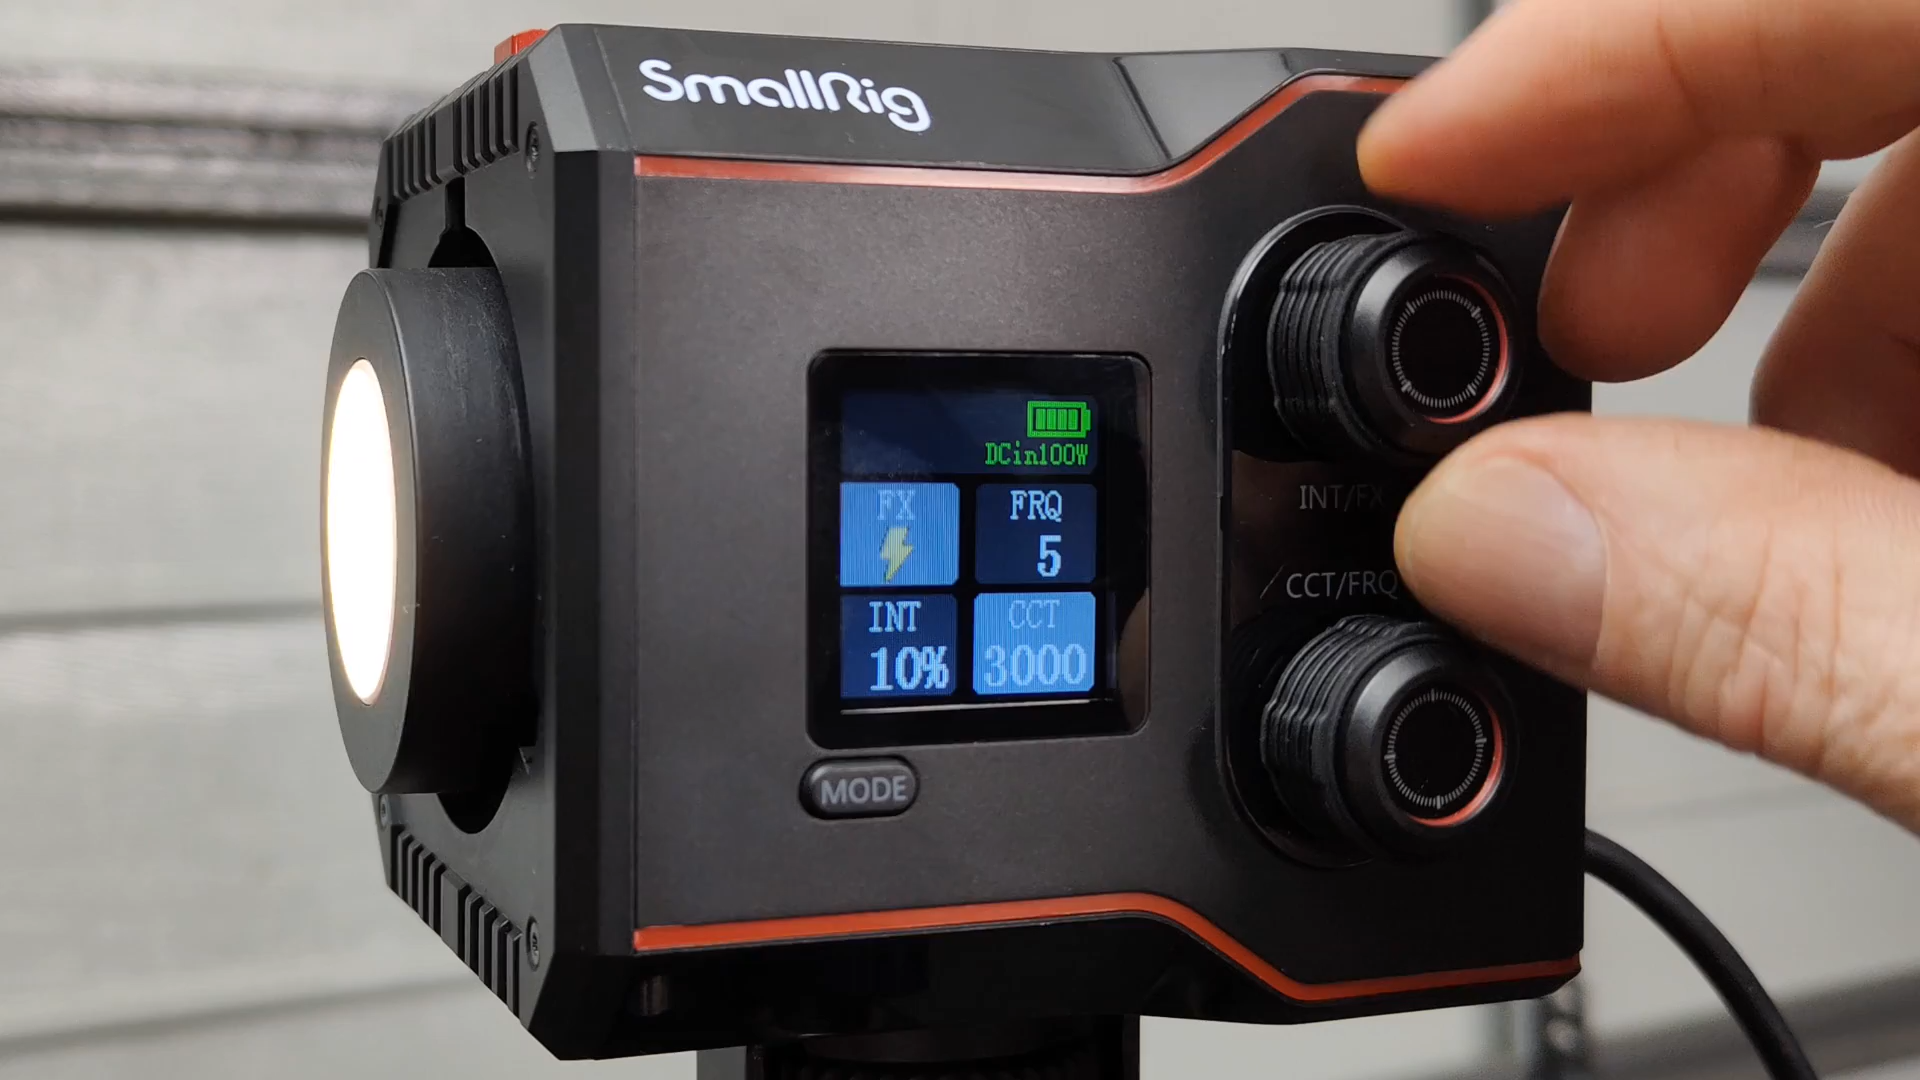 SmallRig
DCin100W
FX
FRQ
5
INT
10%
CCT
3000
MODE
INT/FX
CCT/FRQ